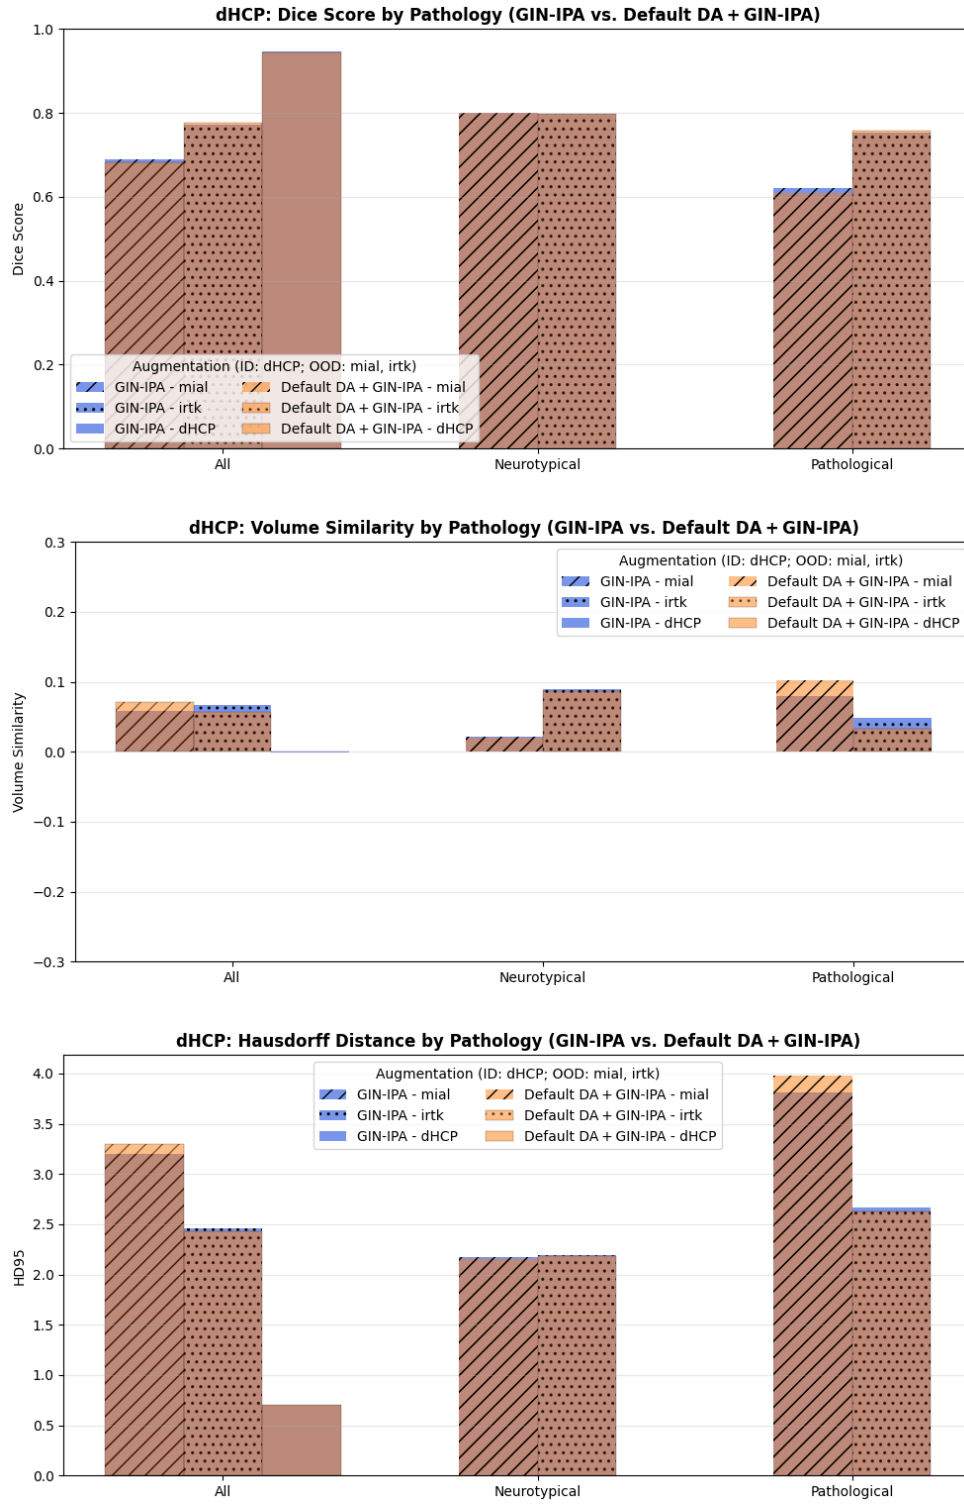 dHCP: Dice Score by Pathology (GIN-IPA vs. Default DA + GIN-IPA)
1.0
0.8
0.6
0.4
0.2
0.0
Dice Score
Augmentation (ID: dHCP; OOD: mial, irtk)
GIN-IPA - mial Default DA + GIN-IPA - mial
GIN-IPA - irtk Default DA + GIN-IPA - irtk
GIN-IPA - dHCP Default DA + GIN-IPA - dHCP
All Neurotypical Pathological
dHCP: Volume Similarity by Pathology (GIN-IPA vs. Default DA + GIN-IPA)
0.3
0.2
0.1
0.0
−0.1
−0.2
−0.3
Volume Similarity
Augmentation (ID: dHCP; OOD: mial, irtk)
GIN-IPA - mial Default DA + GIN-IPA - mial
GIN-IPA - irtk Default DA + GIN-IPA - irtk
GIN-IPA - dHCP Default DA + GIN-IPA - dHCP
All Neurotypical Pathological
dHCP: Hausdorff Distance by Pathology (GIN-IPA vs. Default DA + GIN-IPA)
4.0
3.5
3.0
2.5
2.0
1.5
1.0
0.5
0.0
HD95
Augmentation (ID: dHCP; OOD: mial, irtk)
GIN-IPA - mial Default DA + GIN-IPA - mial
GIN-IPA - irtk Default DA + GIN-IPA - irtk
GIN-IPA - dHCP Default DA + GIN-IPA - dHCP
All Neurotypical Pathological